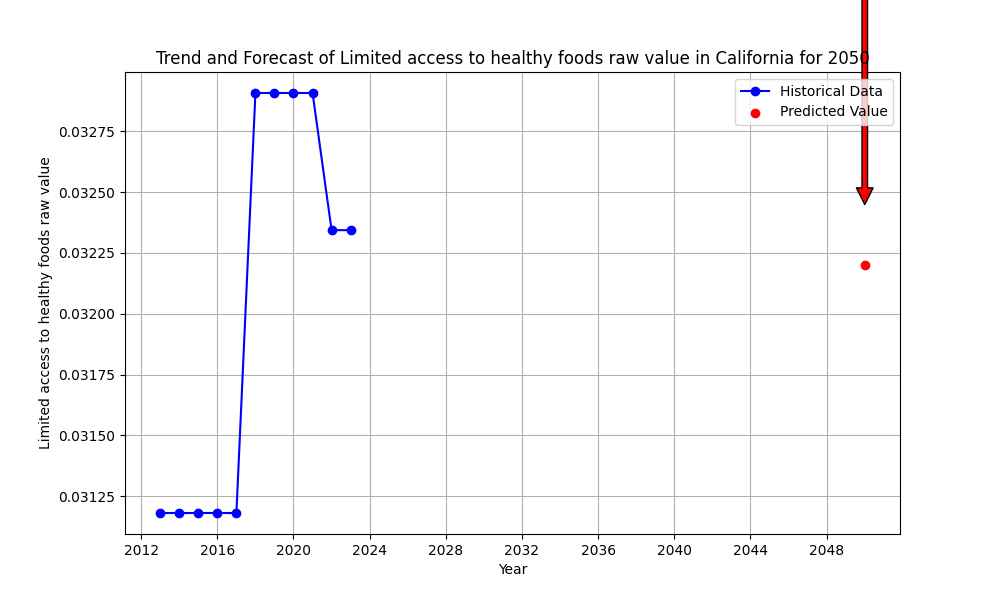 Trend and Forecast of Limited access to healthy foods raw value in California for 2050
Historical Data
Predicted Value
Limited access to healthy foods raw value
0.03275
0.03250
0.03225
0.03200
0.03175
0.03150
0.03125
2012 2016 2020 2024 2028 2032 2036 2040 2044 2048
Year